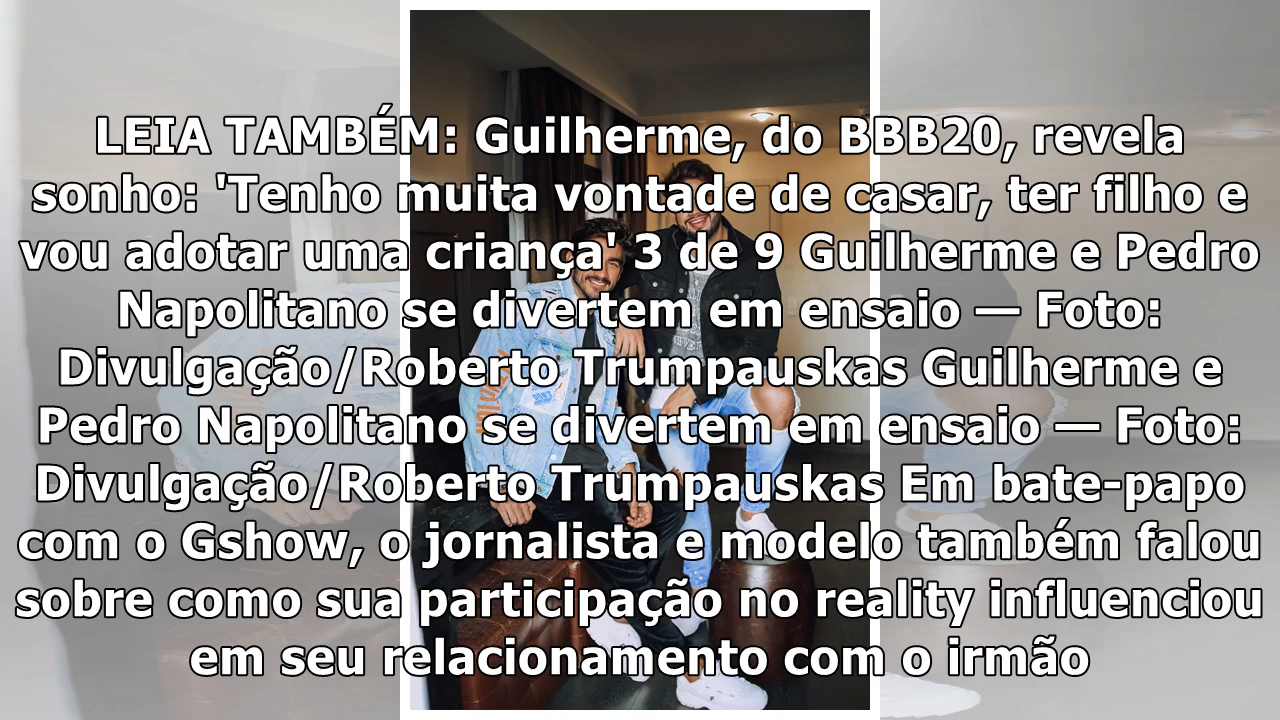 LEIA TAMBÉM: Guilherme, do BBB20, revela
sonho: 'Tenho muita vontade de casar, ter filho e
vou adotar uma criança' 3 de 9 Guilherme e Pedro
Napolitano se divertem em ensaio — Foto:
Divulgação/Roberto Trumpauskas Guilherme e
Pedro Napolitano se divertem em ensaio — Foto:
Divulgação/Roberto Trumpauskas Em bate-papo
com o Gshow, o jornalista e modelo também falou
sobre como sua participação no reality influenciou
em seu relacionamento com o irmão